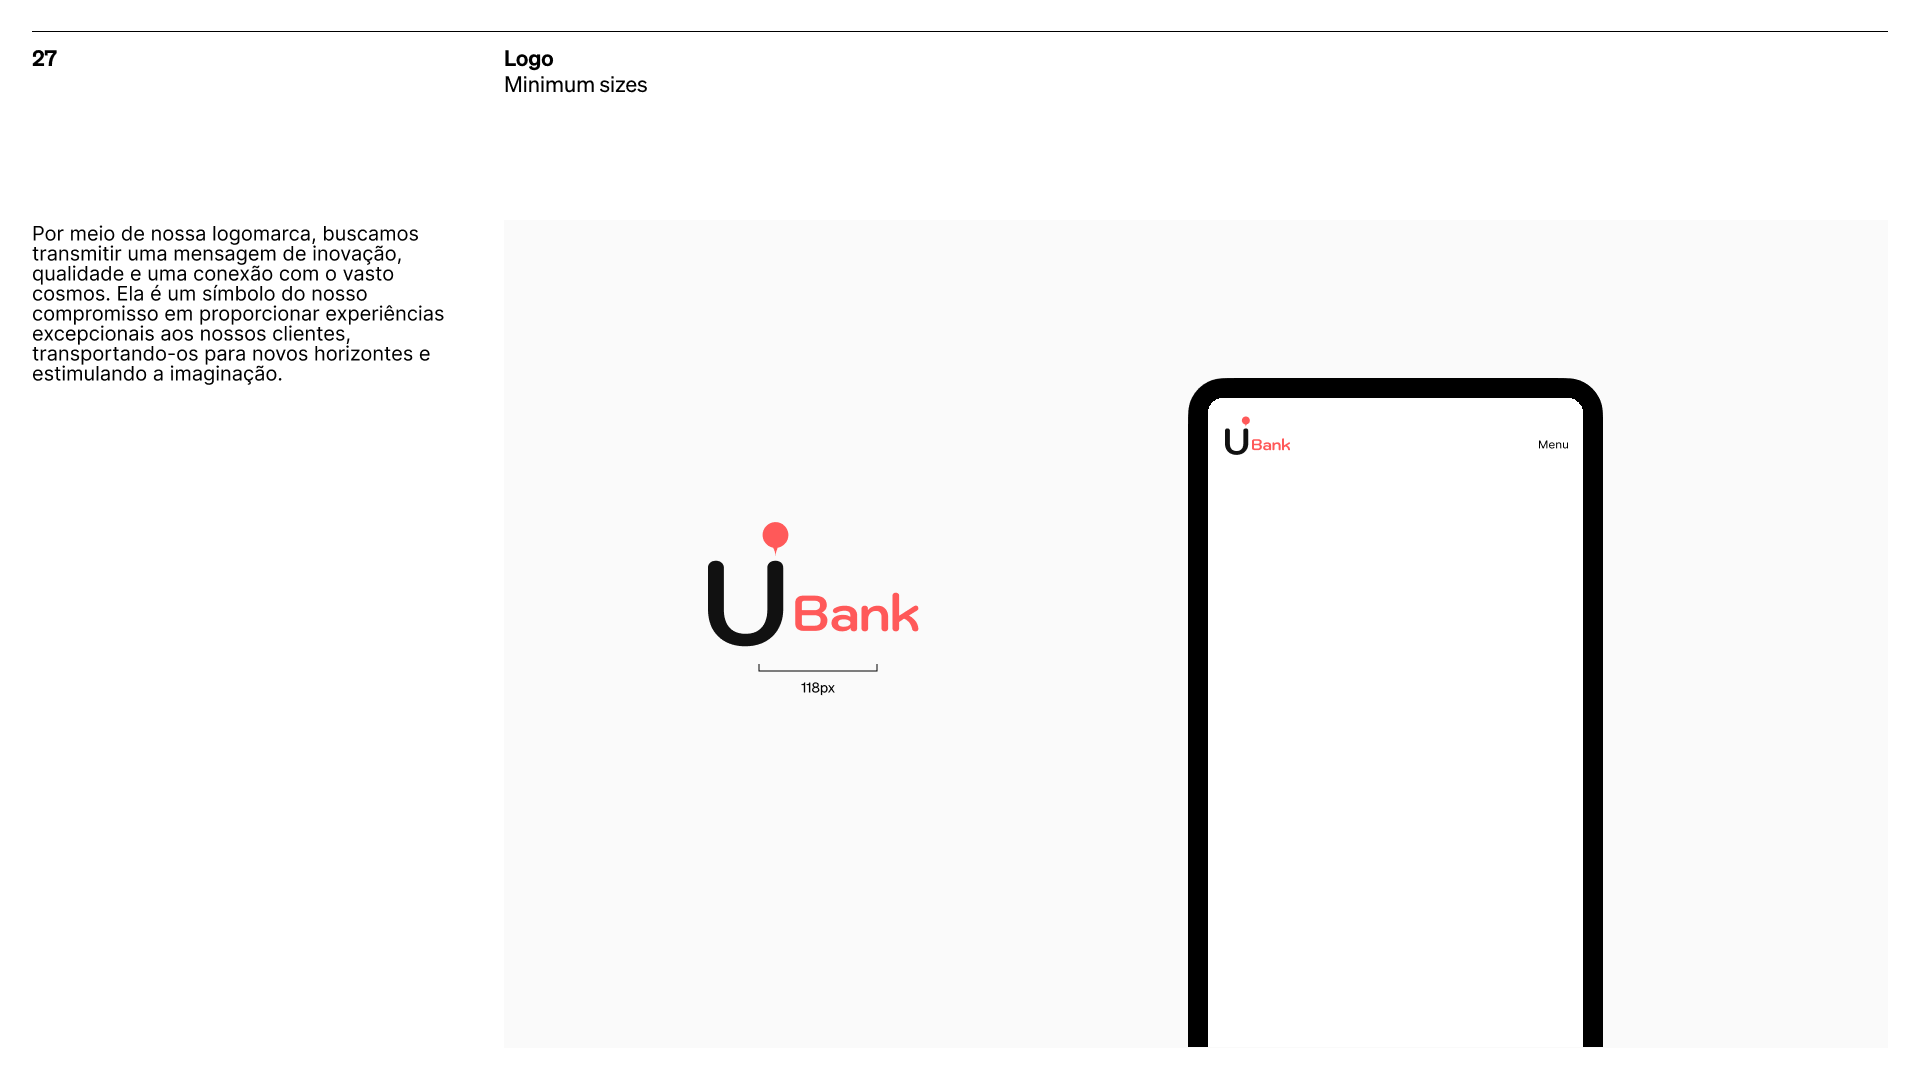 27
Logo
Minimum sizes
Por meio de nossa logomarca, buscamos
transmitir uma mensagem de inovação,
qualidade e uma conexão com o vasto
cosmos. Ela é um símbolo do nosso
compromisso em proporcionar experiências
excepcionais aos nossos clientes,
transportando-os para novos horizontes e
estimulando a imaginação.
U Bank
118px
U Bank
Menu